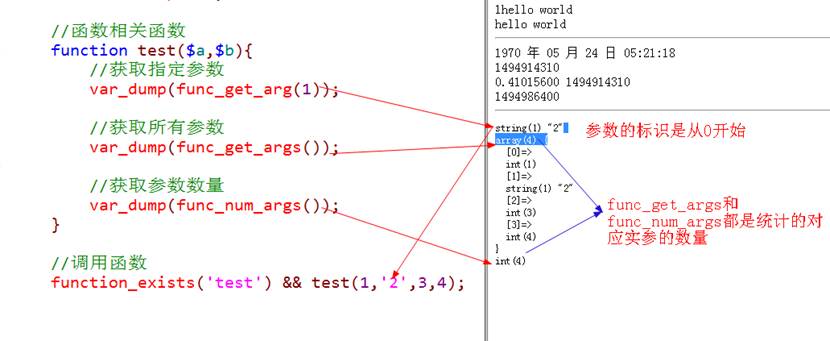 //函数相关函数
function test($a,$b){
//获取指定参数
var_dump(func_get_arg(1));
//获取所有参数
var_dump(func_get_args());
//获取参数数量
var_dump(func_num_args());
}
//调用函数
function_exists('test') && test(1,'2',3,4);
1hello world
hello world
1970 年 05 月 24 日 05:21:18
1494914310
0.41015600 1494914310
1494986400
string(1) "2"
array(4) {
[0]=>
int(1)
[1]=>
string(1) "2"
[2]=>
int(3)
[3]=>
int(4)
}
int(4)
参数的标识是从0开始
func_get_args和
func_num_args都是统计的对
应实参的数量